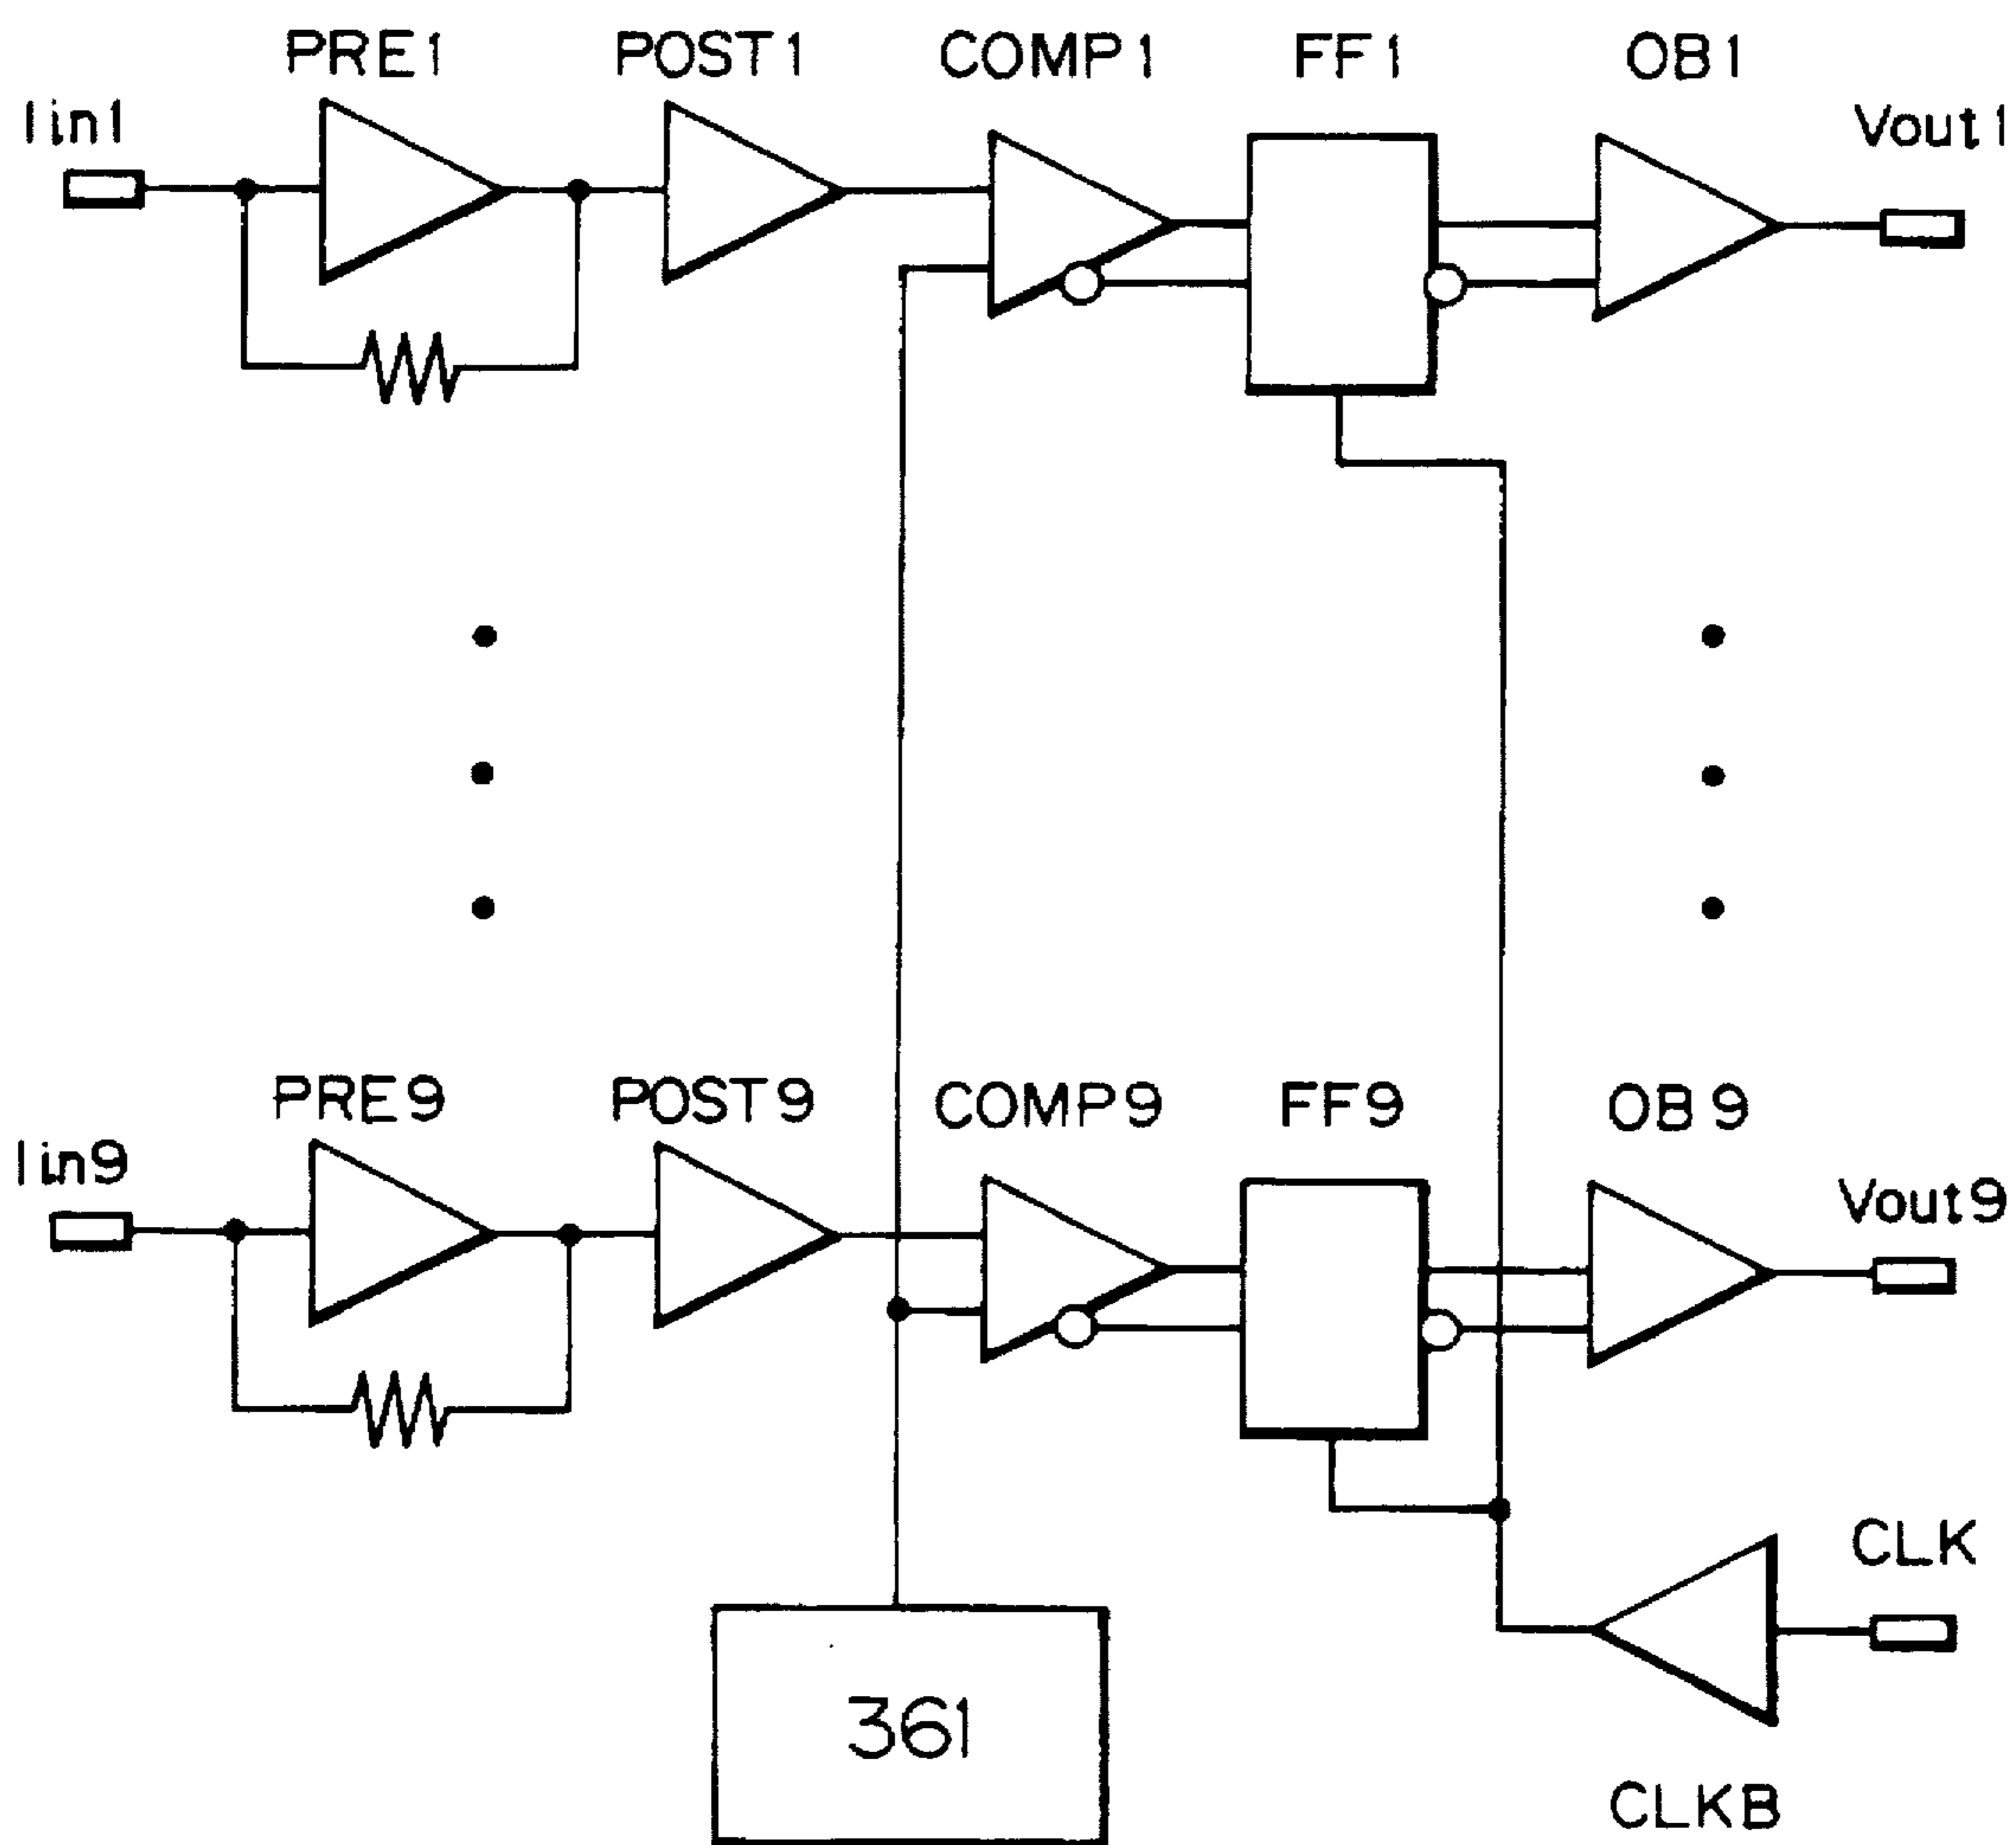 PRE1 POST1 COMP1 FF1 OB1
Iin1 Vout1
PRE9 POST9 COMP9 FF9 OB9
Iin9 Vout9
CLK
361
CLKB